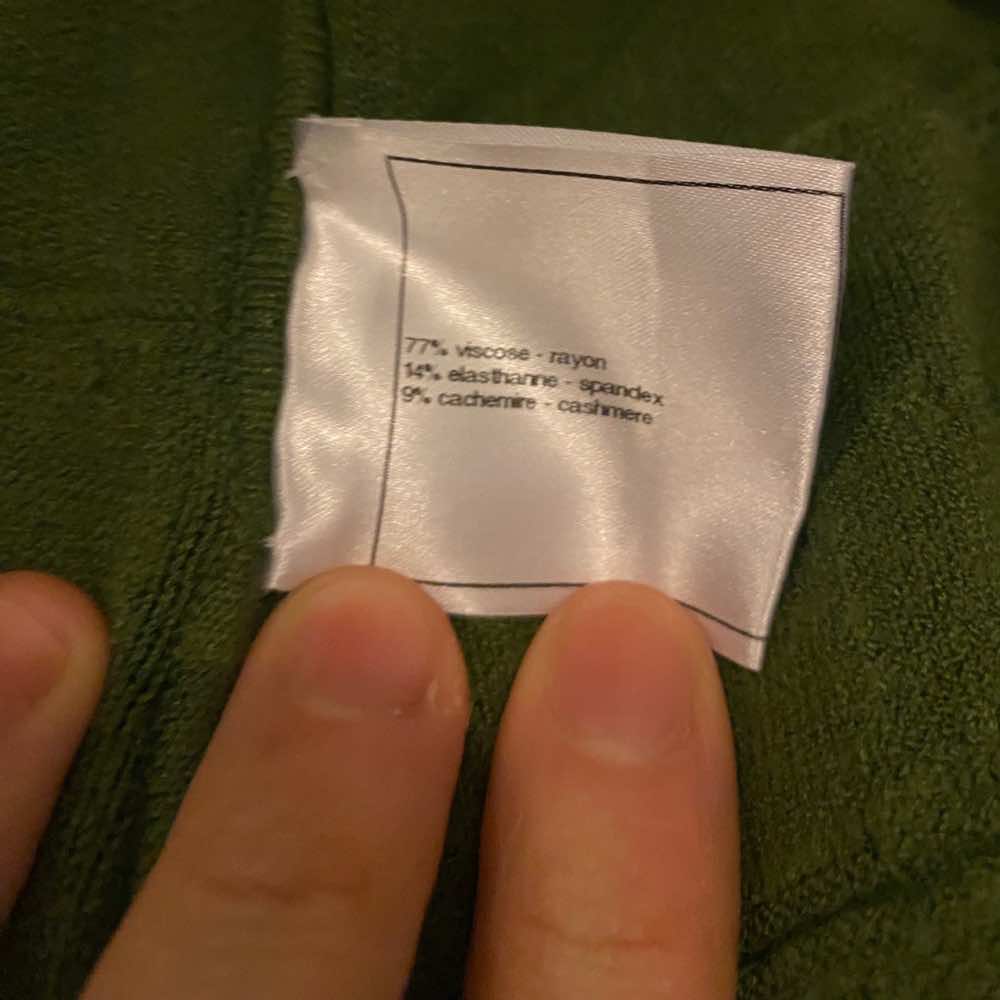 77% viscose - rayon
14% elasthanne - spandex
9% cachemire - cashmere